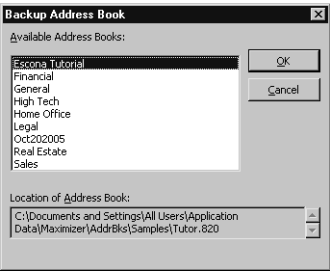 Backup Address Book
Available Address Books:
Escona Tutorial
Financial
General
High Tech
Home Office
Legal
Oct202005
Real Estate
Sales
OK
Cancel
Location of Address Book:
C:\Documents and Settings\All Users\Application
Data\Maximizer\AddrBks\Samples\Tutor.820